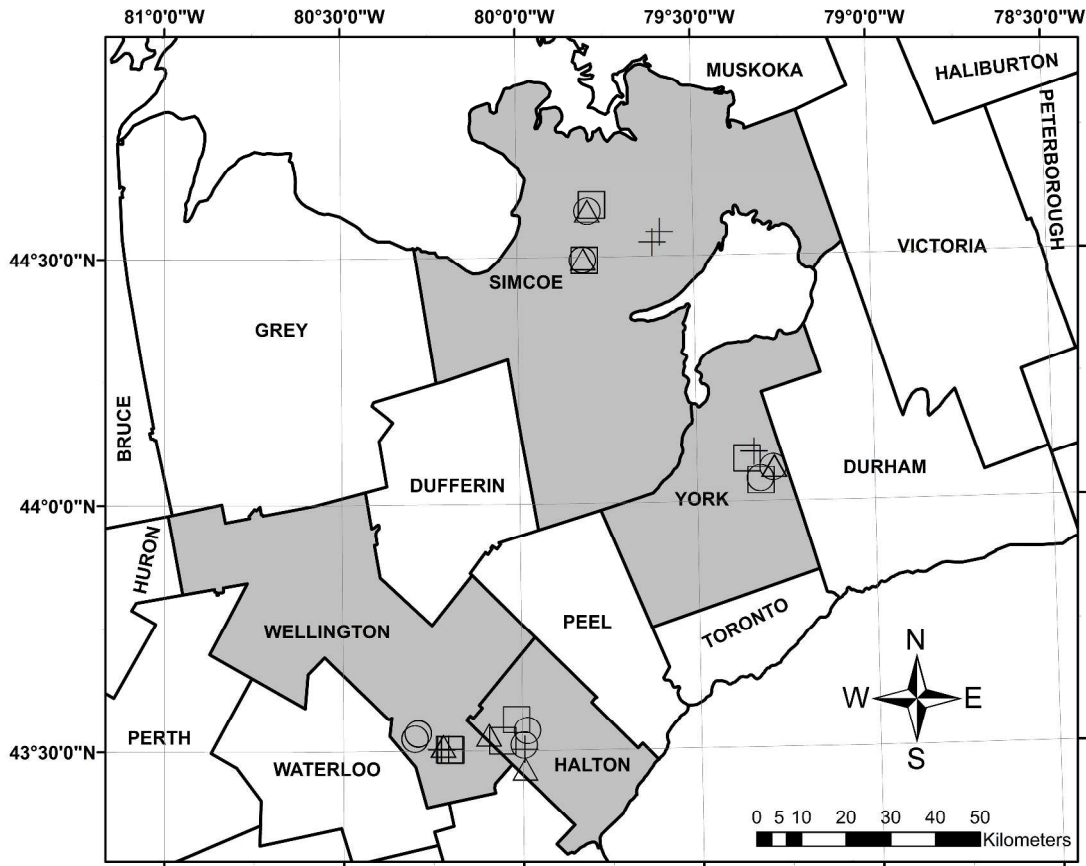 81°0'0"W 80°30'0"W 80°0'0"W 79°30'0"W 79°0'0"W 78°30'0"W
MUSKOKA
HALIBURTON
PETERBOROUGH
44°30'0"N
SIMCOE
VICTORIA
GREY
BRUCE
DUFFERIN
DURHAM
44°0'0"N
YORK
HURON
WELLINGTON
PEEL
TORONTO
N
W E
S
43°30'0"N
PERTH
WATERLOO
HALTON
0 5 10 20 30 40 50
Kilometers